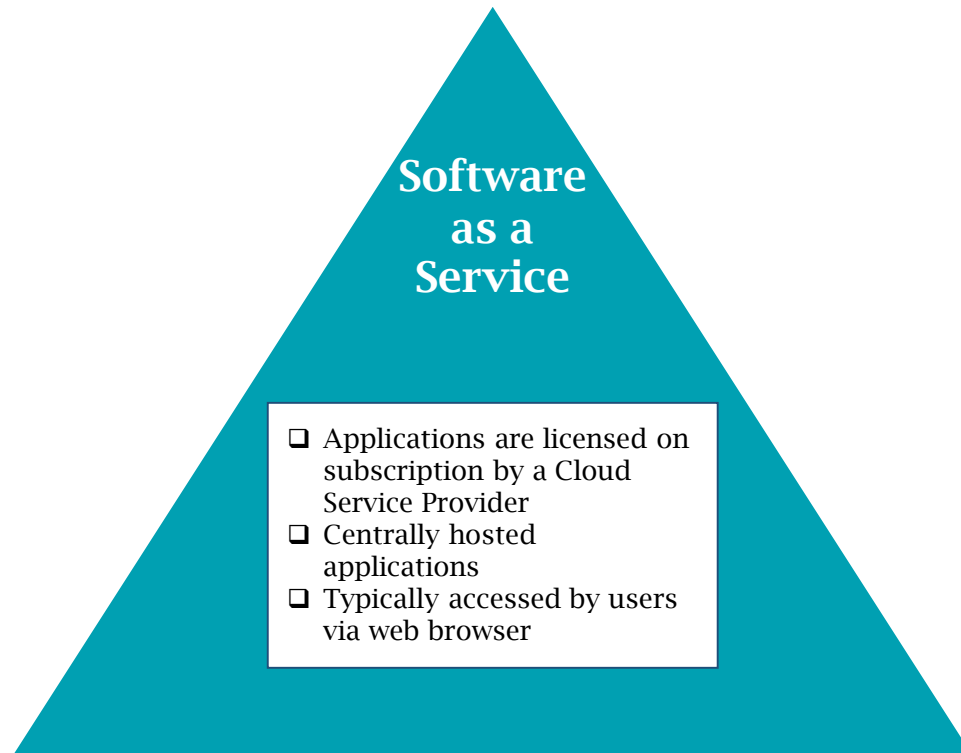 Software
as a
Service
❑ Applications are licensed on
subscription by a Cloud
Service Provider
❑ Centrally hosted
applications
❑ Typically accessed by users
via web browser